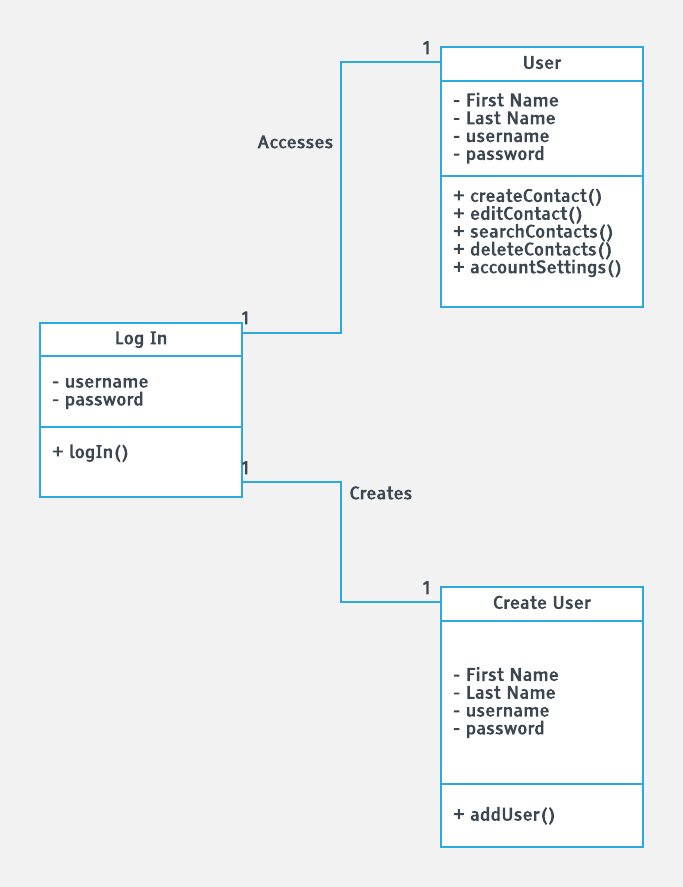 1
User
- First Name
- Last Name
- username
- password
Accesses
+ createContact()
+ editContact()
+ searchContacts()
+ deleteContacts()
+ accountSettings()
1
Log In
- username
- password
+ logIn()
1
Creates
1
Create User
- First Name
- Last Name
- username
- password
+ addUser()